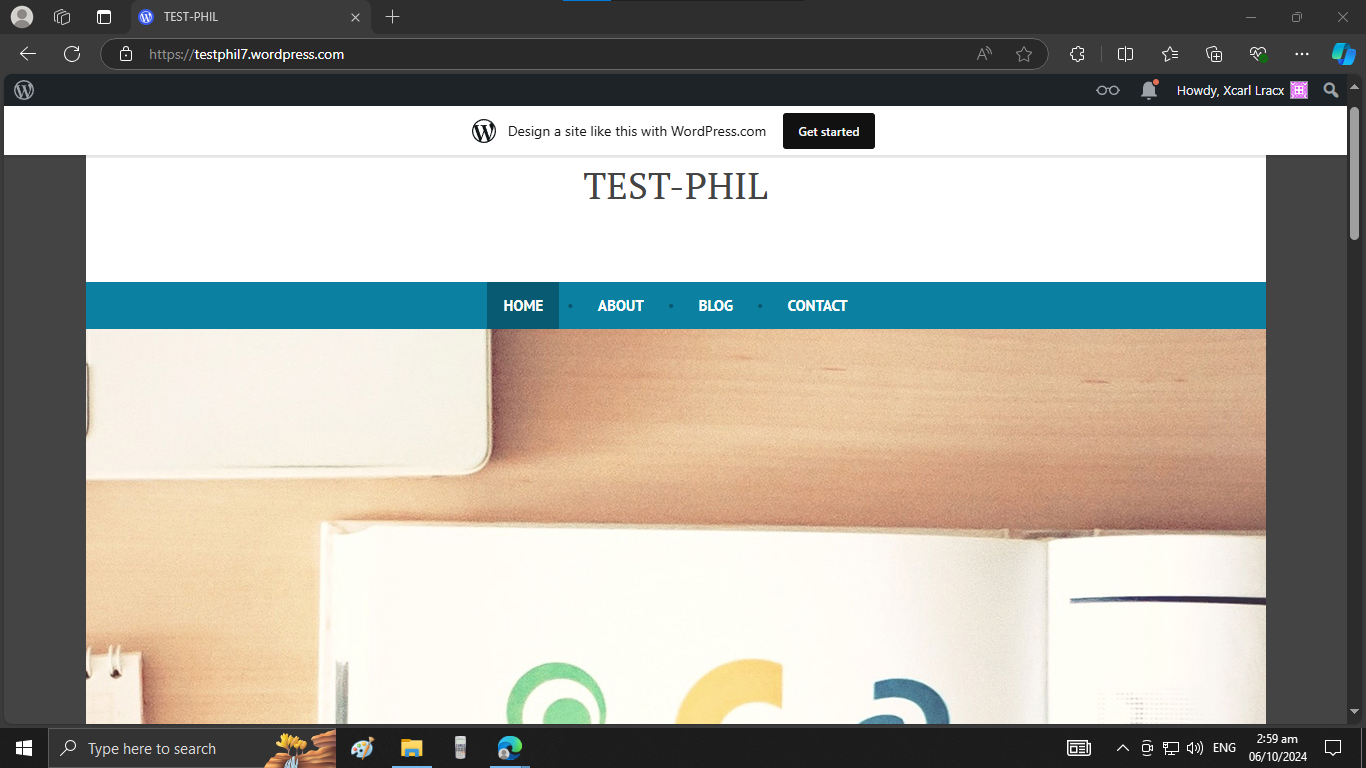 TEST-PHIL
https://testphil7.wordpress.com
Howdy, Xcarl Lracx
Design a site like this with WordPress.com
Get started
TEST-PHIL
HOME
ABOUT
BLOG
CONTACT
Type here to search
ENG
2:59 am
06/10/2024